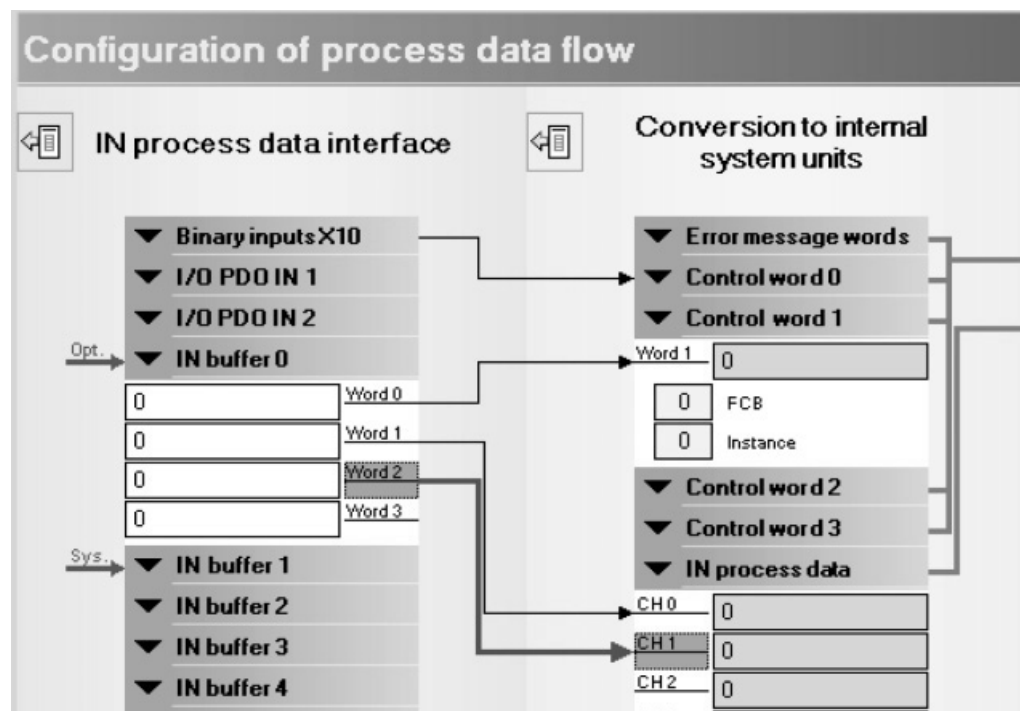 Configuration of process data flow
IN process data interface
Conversion to internal
system units
Binary inputs X10
I/O PDO IN 1
I/O PDO IN 2
Opt.
IN buffer 0
0
Word 0
0
Word 1
0
Word 2
0
Word 3
Sys.
IN buffer 1
IN buffer 2
IN buffer 3
IN buffer 4
Error message words
Control word 0
Control word 1
Word 1
0
0
FCB
0
Instance
Control word 2
Control word 3
IN process data
CH 0
0
CH 1
0
CH 2
0